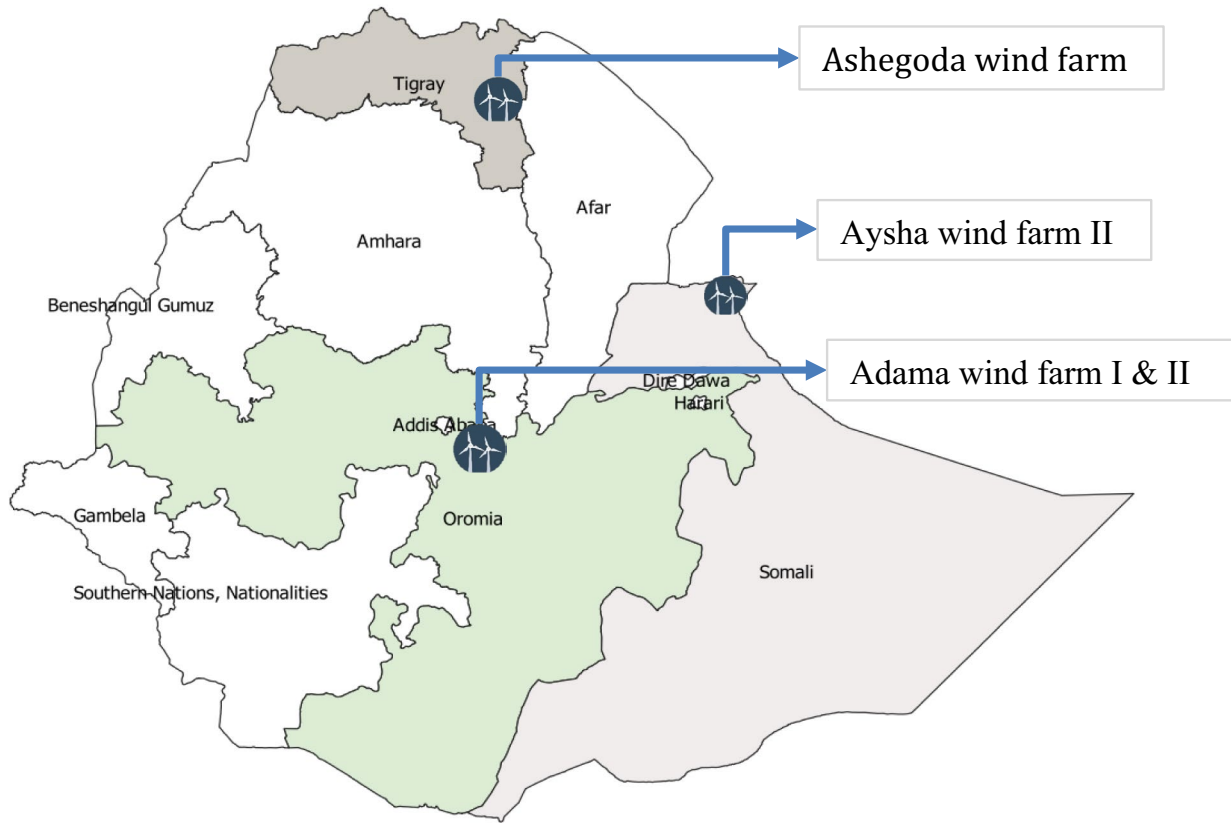 Ashegoda wind farm
Tigray
Afar
Aysha wind farm II
Amhara
Beneshangul Gumuz
Adama wind farm I & II
Dire Dawa
Harari
Addis Ababa
Gambela
Oromia
Somali
Southern Nations, Nationalities